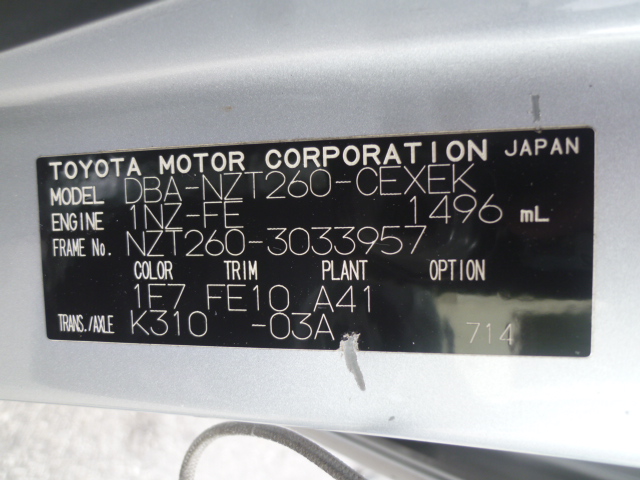 TOYOTA MOTOR CORPORATION JAPAN
MODEL DBA-NZT260-CEXEK
ENGINE 1NZ-FE 1496 mL
FRAME No. NZT260-3033957
COLOR TRIM PLANT OPTION
1F7 FE10 A41
TRANS./AXLE K310 -03A 714